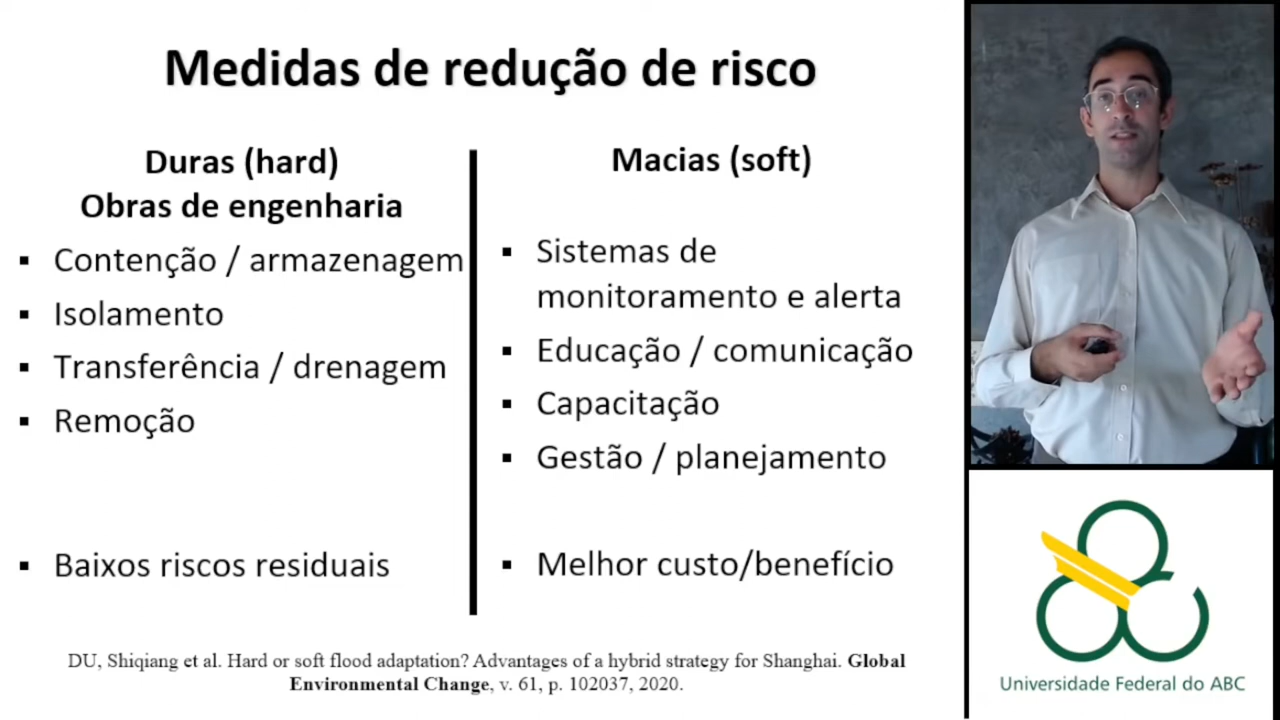 Medidas de redução de risco
Duras (hard)
Obras de engenharia
▪ Contenção / armazenagem
▪ Isolamento
▪ Transferência / drenagem
▪ Remoção
▪ Baixos riscos residuais
Macias (soft)
▪ Sistemas de
monitoramento e alerta
▪ Educação / comunicação
▪ Capacitação
▪ Gestão / planejamento
▪ Melhor custo/benefício
DU, Shiqiang et al. Hard or soft flood adaptation? Advantages of a hybrid strategy for Shanghai. Global
Environmental Change, v. 61, p. 102037, 2020.
Universidade Federal do ABC